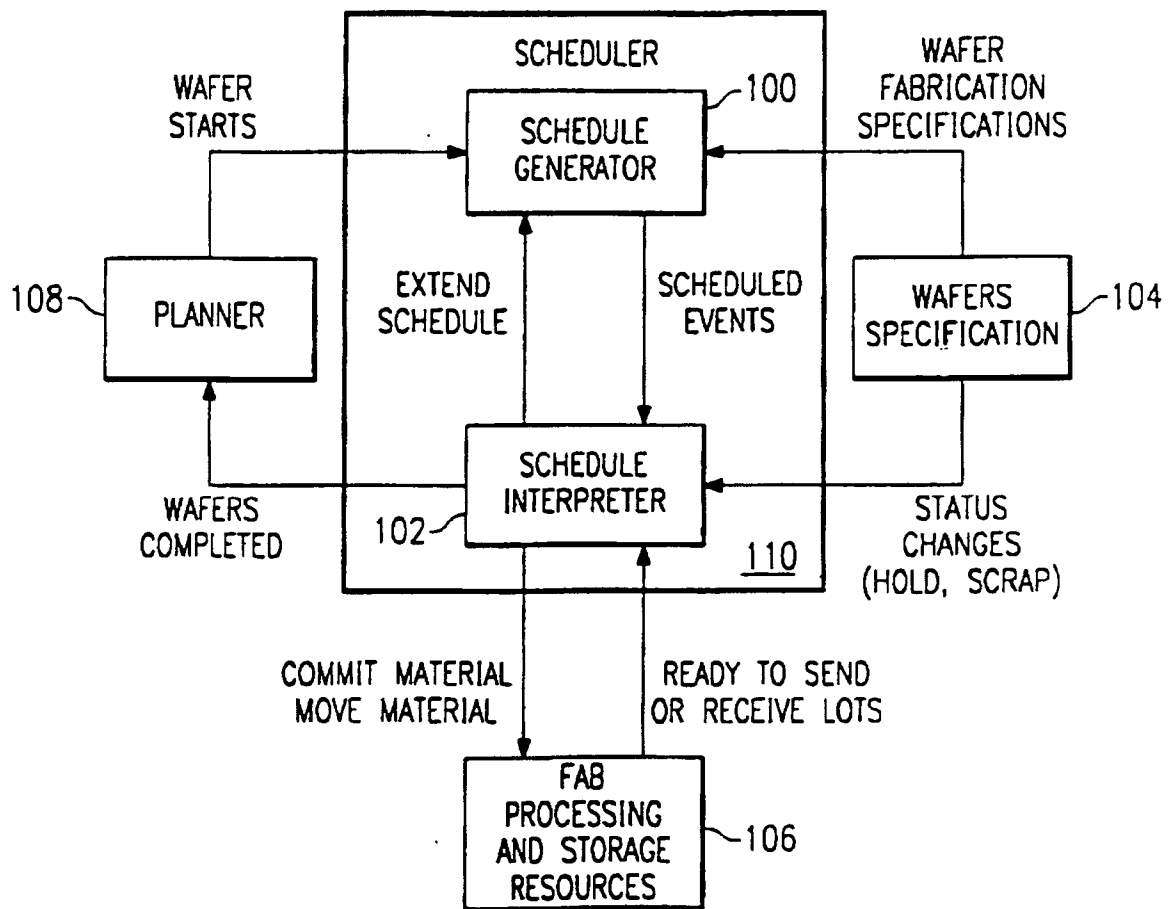 SCHEDULER
WAFER
STARTS
SCHEDULE
GENERATOR
100
WAFER
FABRICATION
SPECIFICATIONS
108
PLANNER
EXTEND
SCHEDULE
SCHEDULED
EVENTS
WAFERS
SPECIFICATION
104
WAFERS
COMPLETED
SCHEDULE
INTERPRETER
102
110
STATUS
CHANGES
(HOLD, SCRAP)
COMMIT MATERIAL
MOVE MATERIAL
READY TO SEND
OR RECEIVE LOTS
FAB
PROCESSING
AND STORAGE
RESOURCES
106